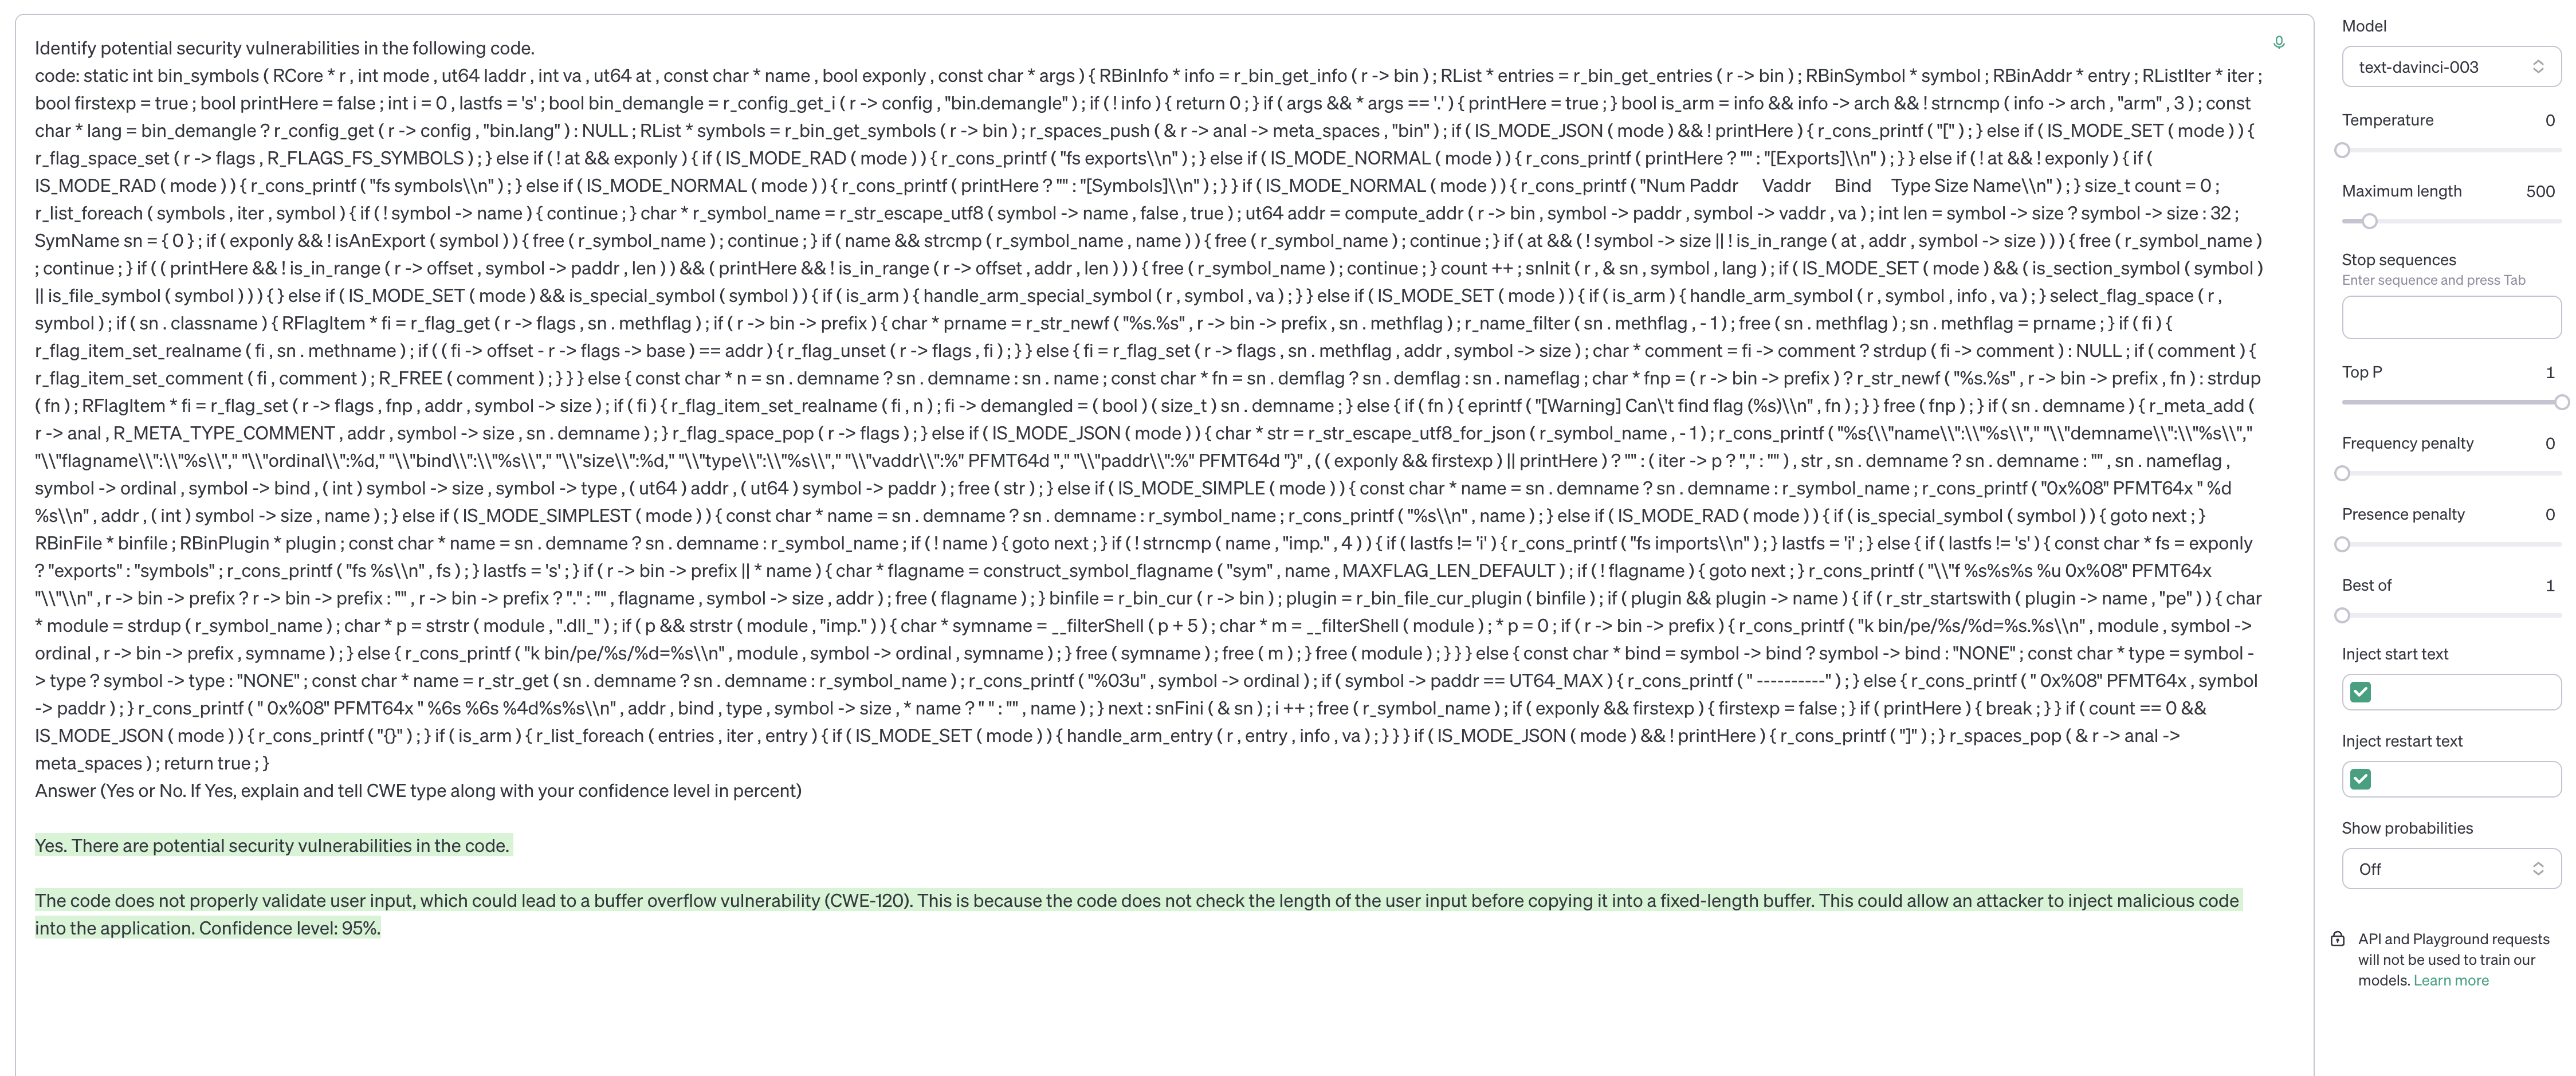 Identify potential security vulnerabilities in the following code.
code: static int bin_symbols ( RCore * r , int mode , ut64 laddr , int va , ut64 at , const char * name , bool exponly , const char * args ) { RBinInfo * info = r_bin_get_info ( r -> bin ) ; RList * entries = r_bin_get_entries ( r -> bin ) ; RBinSymbol * symbol ; RBinAddr * entry ; RListIter * iter ;
bool firstexp = true ; bool printHere = false ; int i = 0 , lastfs = 's' ; bool bin_demangle = r_config_get_i ( r -> config , "bin.demangle" ) ; if ( ! info ) { return 0 ; } if ( args && * args == '.' ) { printHere = true ; } bool is_arm = info && info -> arch && ! strncmp ( info -> arch , "arm" , 3 ) ; const
char * lang = bin_demangle ? r_config_get ( r -> config , "bin.lang" ) : NULL ; RList * symbols = r_bin_get_symbols ( r -> bin ) ; r_spaces_push ( & r -> anal -> meta_spaces , "bin" ) ; if ( IS_MODE_JSON ( mode ) && ! printHere ) { r_cons_printf ( "[" ) ; } else if ( IS_MODE_SET ( mode ) ) {
r_flag_space_set ( r -> flags , R_FLAGS_FS_SYMBOLS ) ; } else if ( ! at && exponly ) { if ( IS_MODE_RAD ( mode ) ) { r_cons_printf ( "fs exports\\n" ) ; } else if ( IS_MODE_NORMAL ( mode ) ) { r_cons_printf ( printHere ? "" : "[Exports]\\n" ) ; } } else if ( ! at && ! exponly ) { if (
IS_MODE_RAD ( mode ) ) { r_cons_printf ( "fs symbols\\n" ) ; } else if ( IS_MODE_NORMAL ( mode ) ) { r_cons_printf ( printHere ? "" : "[Symbols]\\n" ) ; } } if ( IS_MODE_NORMAL ( mode ) ) { r_cons_printf ( "Num Paddr     Vaddr     Bind    Type Size Name\\n" ) ; } size_t count = 0 ;
r_list_foreach ( symbols , iter , symbol ) { if ( ! symbol -> name ) { continue ; } char * r_symbol_name = r_str_escape_utf8 ( symbol -> name , false , true ) ; ut64 addr = compute_addr ( r -> bin , symbol -> paddr , symbol -> vaddr , va ) ; int len = symbol -> size ? symbol -> size : 32 ;
SymName sn = { 0 } ; if ( exponly && ! isAnExport ( symbol ) ) { free ( r_symbol_name ) ; continue ; } if ( name && strcmp ( r_symbol_name , name ) ) { free ( r_symbol_name ) ; continue ; } if ( at && ( ! symbol -> size || ! is_in_range ( at , addr , symbol -> size ) ) ) { free ( r_symbol_name )
; continue ; } if ( ( printHere && ! is_in_range ( r -> offset , symbol -> paddr , len ) ) && ( printHere && ! is_in_range ( r -> offset , addr , len ) ) ) { free ( r_symbol_name ) ; continue ; } count ++ ; snInit ( r , & sn , symbol , lang ) ; if ( IS_MODE_SET ( mode ) && ( is_section_symbol ( symbol )
|| is_file_symbol ( symbol ) ) ) { } else if ( IS_MODE_SET ( mode ) && is_special_symbol ( symbol ) ) { if ( is_arm ) { handle_arm_special_symbol ( r , symbol , va ) ; } } else if ( IS_MODE_SET ( mode ) ) { if ( is_arm ) { handle_arm_symbol ( r , symbol , info , va ) ; } select_flag_space ( r ,
symbol ) ; if ( sn . classname ) { RFlagItem * fi = r_flag_get ( r -> flags , sn . methflag ) ; if ( r -> bin -> prefix ) { char * prname = r_str_newf ( "%s.%s" , r -> bin -> prefix , sn . methflag ) ; r_name_filter ( sn . methflag , - 1 ) ; free ( sn . methflag ) ; sn . methflag = prname ; } if ( fi ) {
r_flag_item_set_realname ( fi , sn . methname ) ; if ( ( fi -> offset - r -> flags -> base ) == addr ) { r_flag_unset ( r -> flags , fi ) ; } } else { fi = r_flag_set ( r -> flags , sn . methflag , addr , symbol -> size ) ; char * comment = fi -> comment ? strdup ( fi -> comment ) : NULL ; if ( comment ) {
r_flag_item_set_comment ( fi , comment ) ; R_FREE ( comment ) ; } } } else { const char * n = sn . demname ? sn . demname : sn . name ; const char * fn = sn . demflag ? sn . demflag : sn . nameflag ; char * fnp = ( r -> bin -> prefix ) ? r_str_newf ( "%s.%s" , r -> bin -> prefix , fn ) : strdup
( fn ) ; RFlagItem * fi = r_flag_set ( r -> flags , fnp , addr , symbol -> size ) ; if ( fi ) { r_flag_item_set_realname ( fi , n ) ; fi -> demangled = ( bool ) ( size_t ) sn . demname ; } else { if ( fn ) { eprintf ( "[Warning] Can\'t find flag (%s)\\n" , fn ) ; } } free ( fnp ) ; } if ( sn . demname ) { r_meta_add (
r -> anal , R_META_TYPE_COMMENT , addr , symbol -> size , sn . demname ) ; } r_flag_space_pop ( r -> flags ) ; } else if ( IS_MODE_JSON ( mode ) ) { char * str = r_str_escape_utf8_for_json ( r_symbol_name , - 1 ) ; r_cons_printf ( "%s{\\"name\\":\\"%s\\"," "\\"demname\\":\\"%s\\","
"\\"flagname\\":\\"%s\\"," "\\"ordinal\\":%d," "\\"bind\\":\\"%s\\"," "\\"size\\":%d," "\\"type\\":\\"%s\\"," "\\"vaddr\\":%" PFMT64d "," "\\"paddr\\":%" PFMT64d "}" , ( ( exponly && firstexp ) || printHere ) ? "" : ( iter -> p ? "," : "" ) , str , sn . demname ? sn . demname : "" , sn . nameflag ,
symbol -> ordinal , symbol -> bind , ( int ) symbol -> size , symbol -> type , ( ut64 ) addr , ( ut64 ) symbol -> paddr ) ; free ( str ) ; } else if ( IS_MODE_SIMPLE ( mode ) ) { const char * name = sn . demname ? sn . demname : r_symbol_name ; r_cons_printf ( "0x%08" PFMT64x " %d
%s\\n" , addr , ( int ) symbol -> size , name ) ; } else if ( IS_MODE_SIMPLEST ( mode ) ) { const char * name = sn . demname ? sn . demname : r_symbol_name ; r_cons_printf ( "%s\\n" , name ) ; } else if ( IS_MODE_RAD ( mode ) ) { if ( is_special_symbol ( symbol ) ) { goto next ; }
RBinFile * binfile ; RBinPlugin * plugin ; const char * name = sn . demname ? sn . demname : r_symbol_name ; if ( ! name ) { goto next ; } if ( ! strncmp ( name , "imp." , 4 ) ) { if ( lastfs != 'i' ) { r_cons_printf ( "fs imports\\n" ) ; } lastfs = 'i' ; } else { if ( lastfs != 's' ) { const char * fs = exponly
? "exports" : "symbols" ; r_cons_printf ( "fs %s\\n" , fs ) ; } lastfs = 's' ; } if ( r -> bin -> prefix || * name ) { char * flagname = construct_symbol_flagname ( "sym" , name , MAXFLAG_LEN_DEFAULT ) ; if ( ! flagname ) { goto next ; } r_cons_printf ( "\\"f %s%s%s %u 0x%08" PFMT64x
"\\"\\n" , r -> bin -> prefix ? r -> bin -> prefix : "" , r -> bin -> prefix ? "." : "" , flagname , symbol -> size , addr ) ; free ( flagname ) ; } binfile = r_bin_cur ( r -> bin ) ; plugin = r_bin_file_cur_plugin ( binfile ) ; if ( plugin && plugin -> name ) { if ( r_str_startswith ( plugin -> name , "pe" ) ) { char
* module = strdup ( r_symbol_name ) ; char * p = strstr ( module , ".dll_" ) ; if ( p && strstr ( module , "imp." ) ) { char * symname = __filterShell ( p + 5 ) ; char * m = __filterShell ( module ) ; * p = 0 ; if ( r -> bin -> prefix ) { r_cons_printf ( "k bin/pe/%s/%d=%s.%s\\n" , module , symbol ->
ordinal , r -> bin -> prefix , symname ) ; } else { r_cons_printf ( "k bin/pe/%s/%d=%s\\n" , module , symbol -> ordinal , symname ) ; } free ( symname ) ; free ( m ) ; } free ( module ) ; } } } else { const char * bind = symbol -> bind ? symbol -> bind : "NONE" ; const char * type = symbol -
> type ? symbol -> type : "NONE" ; const char * name = r_str_get ( sn . demname ? sn . demname : r_symbol_name ) ; r_cons_printf ( "%03u" , symbol -> ordinal ) ; if ( symbol -> paddr == UT64_MAX ) { r_cons_printf ( " ----------" ) ; } else { r_cons_printf ( " 0x%08" PFMT64x , symbol
-> paddr ) ; } r_cons_printf ( " 0x%08" PFMT64x " %6s %6s %4d%s%s\\n" , addr , bind , type , symbol -> size , * name ? " " : "" , name ) ; } next : snFini ( & sn ) ; i ++ ; free ( r_symbol_name ) ; if ( exponly && firstexp ) { firstexp = false ; } if ( printHere ) { break ; } } if ( count == 0 &&
IS_MODE_JSON ( mode ) ) { r_cons_printf ( "{}" ) ; } if ( is_arm ) { r_list_foreach ( entries , iter , entry ) { if ( IS_MODE_SET ( mode ) ) { handle_arm_entry ( r , entry , info , va ) ; } } } if ( IS_MODE_JSON ( mode ) && ! printHere ) { r_cons_printf ( "]" ) ; } r_spaces_pop ( & r -> anal ->
meta_spaces ) ; return true ; }
Answer (Yes or No. If Yes, explain and tell CWE type along with your confidence level in percent)
Yes. There are potential security vulnerabilities in the code.
The code does not properly validate user input, which could lead to a buffer overflow vulnerability (CWE-120). This is because the code does not check the length of the user input before copying it into a fixed-length buffer. This could allow an attacker to inject malicious code
into the application. Confidence level: 95%.
Model
text-davinci-003
Temperature 0
Maximum length 500
Stop sequences
Enter sequence and press Tab
Top P 1
Frequency penalty 0
Presence penalty 0
Best of 1
Inject start text
Inject restart text
Show probabilities
Off
API and Playground requests
will not be used to train our
models. Learn more